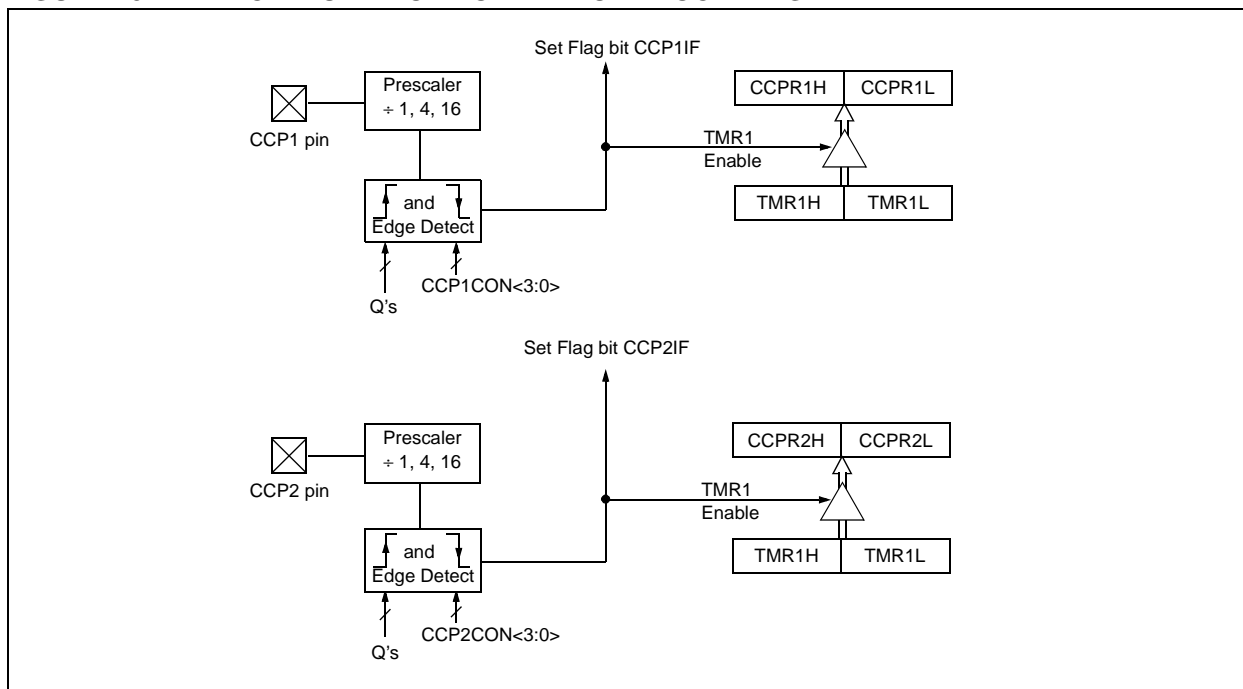 Set Flag bit CCP1IF
Prescaler
÷ 1, 4, 16
CCP1 pin
CCPR1H CCPR1L
TMR1
Enable
and
Edge Detect
TMR1H TMR1L
CCP1CON<3:0>
Q's
Set Flag bit CCP2IF
Prescaler
÷ 1, 4, 16
CCP2 pin
CCPR2H CCPR2L
TMR1
Enable
and
Edge Detect
TMR1H TMR1L
CCP2CON<3:0>
Q's